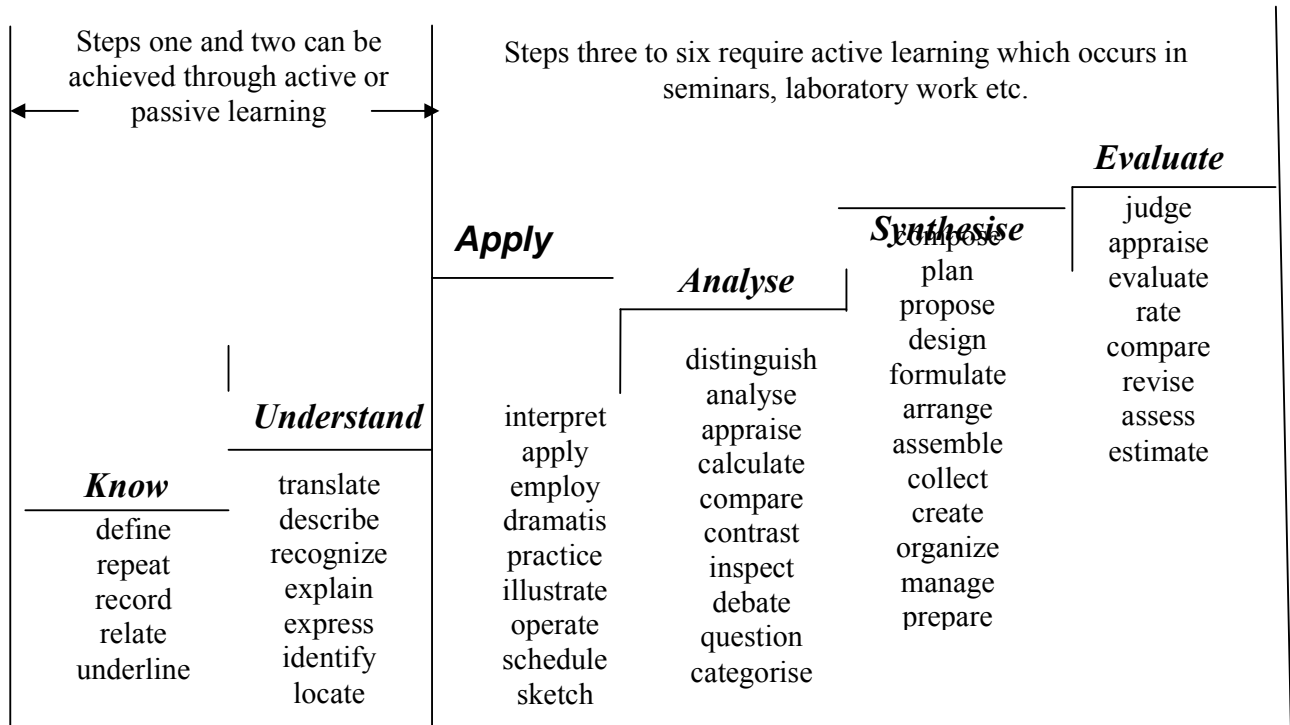 Steps one and two can be
achieved through active or
passive learning
Steps three to six require active learning which occurs in
seminars, laboratory work etc.
Know
define
repeat
record
relate
underline
Understand
translate
describe
recognize
explain
express
identify
locate
Apply
interpret
apply
employ
dramatis
practice
illustrate
operate
schedule
sketch
Analyse
distinguish
analyse
appraise
calculate
compare
contrast
inspect
debate
question
categorise
Synthesise
compose
plan
propose
design
formulate
arrange
assemble
collect
create
organize
manage
prepare
Evaluate
judge
appraise
evaluate
rate
compare
revise
assess
estimate